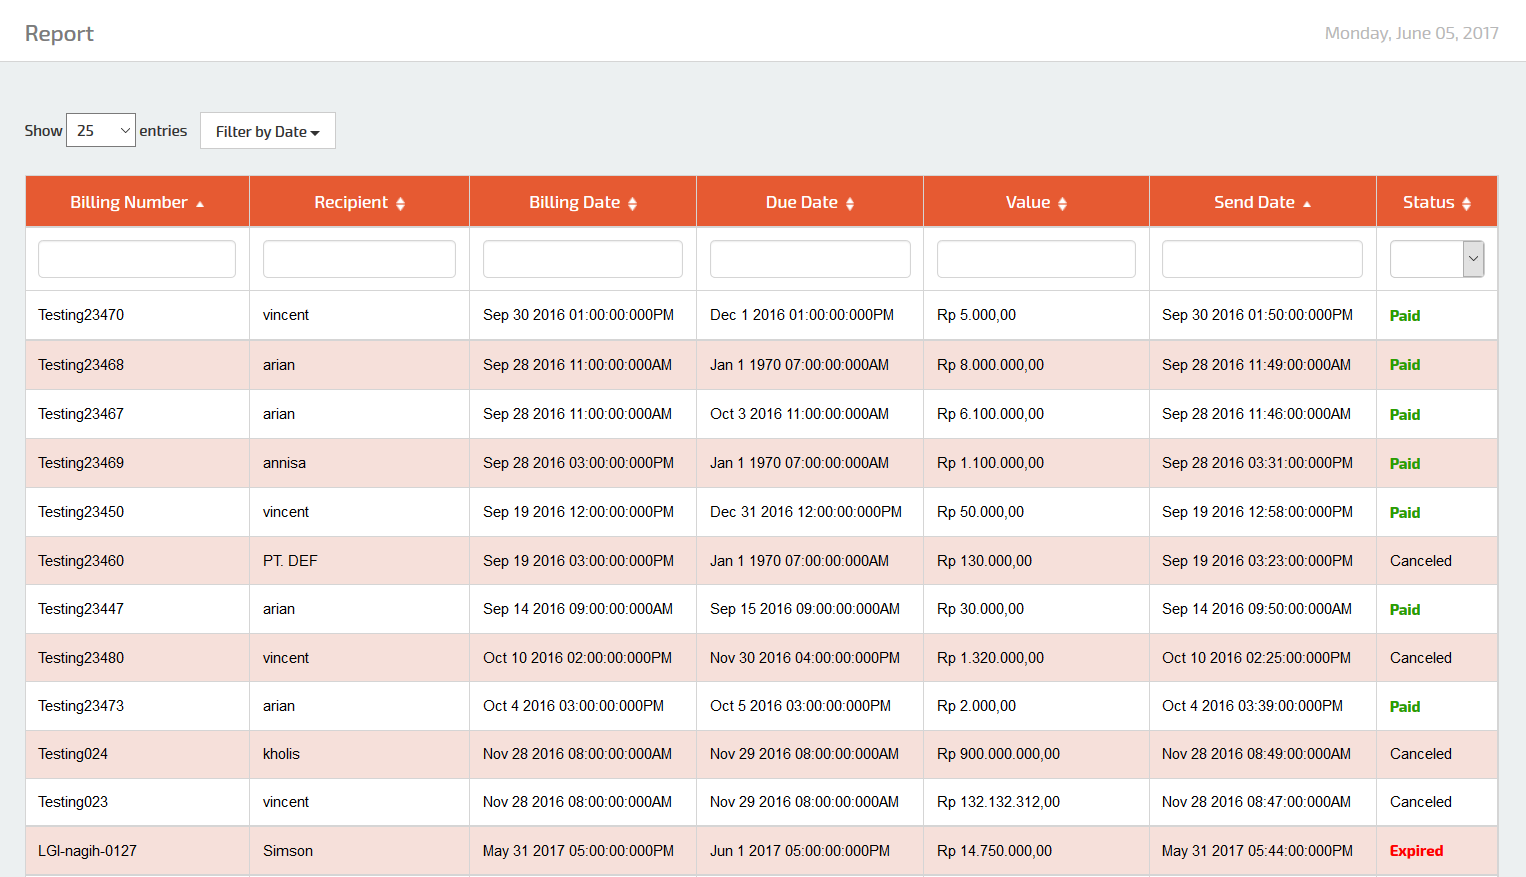 Report
Monday, June 05, 2017
Show 25 entries Filter by Date
Billing Number Recipient Billing Date Due Date Value Send Date Status
Testing23470 vincent Sep 30 2016 01:00:00:000PM Dec 1 2016 01:00:00:000PM Rp 5.000,00 Sep 30 2016 01:50:00:000PM Paid
Testing23468 arian Sep 28 2016 11:00:00:000AM Jan 1 1970 07:00:00:000AM Rp 8.000.000,00 Sep 28 2016 11:49:00:000AM Paid
Testing23467 arian Sep 28 2016 11:00:00:000AM Oct 3 2016 11:00:00:000AM Rp 6.100.000,00 Sep 28 2016 11:46:00:000AM Paid
Testing23469 annisa Sep 28 2016 03:00:00:000PM Jan 1 1970 07:00:00:000AM Rp 1.100.000,00 Sep 28 2016 03:31:00:000PM Paid
Testing23450 vincent Sep 19 2016 12:00:00:000PM Dec 31 2016 12:00:00:000PM Rp 50.000,00 Sep 19 2016 12:58:00:000PM Paid
Testing23460 PT. DEF Sep 19 2016 03:00:00:000PM Jan 1 1970 07:00:00:000AM Rp 130.000,00 Sep 19 2016 03:23:00:000PM Canceled
Testing23447 arian Sep 14 2016 09:00:00:000AM Sep 15 2016 09:00:00:000AM Rp 30.000,00 Sep 14 2016 09:50:00:000AM Paid
Testing23480 vincent Oct 10 2016 02:00:00:000PM Nov 30 2016 04:00:00:000PM Rp 1.320.000,00 Oct 10 2016 02:25:00:000PM Canceled
Testing23473 arian Oct 4 2016 03:00:00:000PM Oct 5 2016 03:00:00:000PM Rp 2.000,00 Oct 4 2016 03:39:00:000PM Paid
Testing024 kholis Nov 28 2016 08:00:00:000AM Nov 29 2016 08:00:00:000AM Rp 900.000.000,00 Nov 28 2016 08:49:00:000AM Canceled
Testing023 vincent Nov 28 2016 08:00:00:000AM Nov 29 2016 08:00:00:000AM Rp 132.132.312,00 Nov 28 2016 08:47:00:000AM Canceled
LGI-nagih-0127 Simson May 31 2017 05:00:00:000PM Jun 1 2017 05:00:00:000PM Rp 14.750.000,00 May 31 2017 05:44:00:000PM Expired